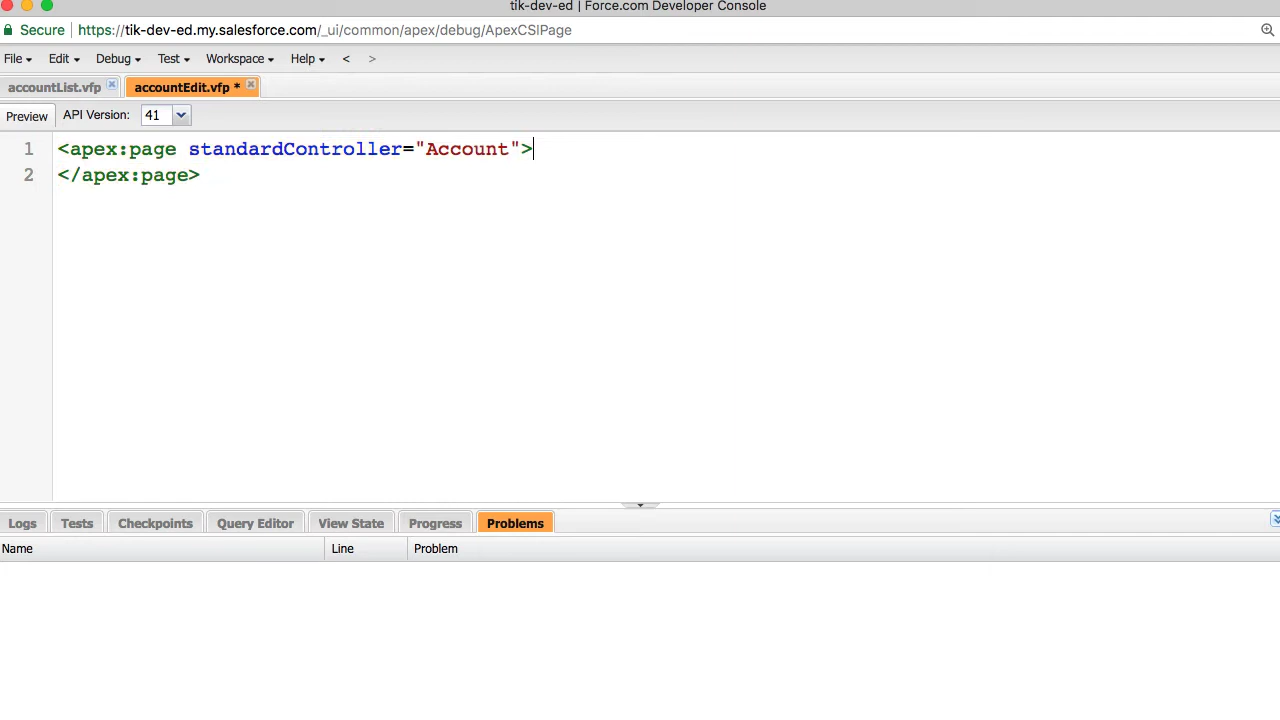 tik-dev-ed | Force.com Developer Console
Secure | https://tik-dev-ed.my.salesforce.com/_ui/common/apex/debug/ApexCSIPage
File Edit Debug Test Workspace Help < >
accountList.vfp accountEdit.vfp *
Preview API Version: 41
1 <apex:page standardController="Account">
2 </apex:page>
Logs Tests Checkpoints Query Editor View State Progress Problems
Name Line Problem